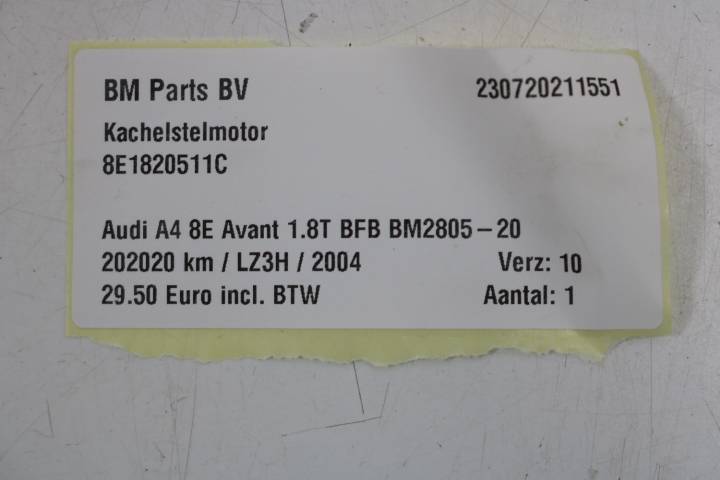 BM Parts BV 230720211551
Kachelstelmotor
8E1820511C
Audi A4 8E Avant 1.8T BFB BM2805-20
202020 km / LZ3H / 2004 Verz: 10
29.50 Euro incl. BTW Aantal: 1